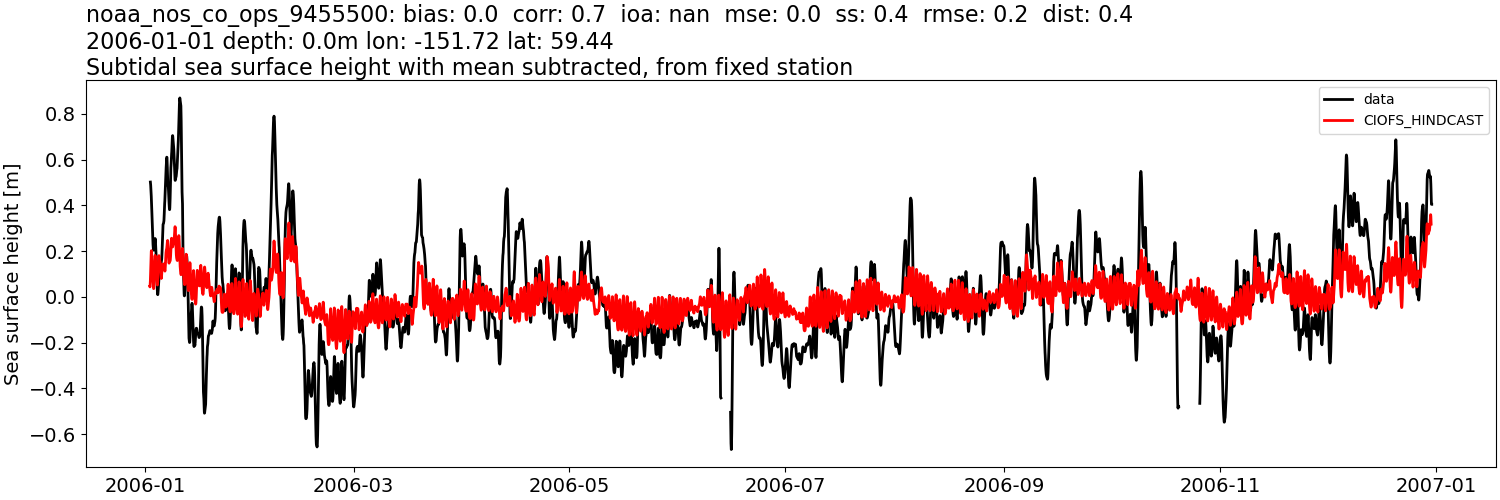 noaa_nos_co_ops_9455500: bias: 0.0  corr: 0.7  ioa: nan  mse: 0.0  ss: 0.4  rmse: 0.2  dist: 0.4
2006-01-01 depth: 0.0m lon: -151.72 lat: 59.44
Subtidal sea surface height with mean subtracted, from fixed station
data
CIOFS_HINDCAST
Sea surface height [m]
0.8
0.6
0.4
0.2
0.0
−0.2
−0.4
−0.6
2006-01
2006-03
2006-05
2006-07
2006-09
2006-11
2007-01